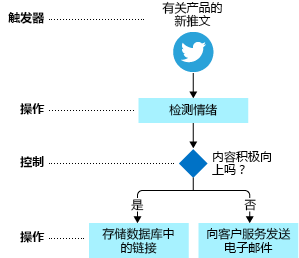 触发器
有关产品的
新推文
操作
检测情绪
控制
内容积极向
上吗？
是
否
操作
存储数据库中
的链接
向客户服务发送
电子邮件